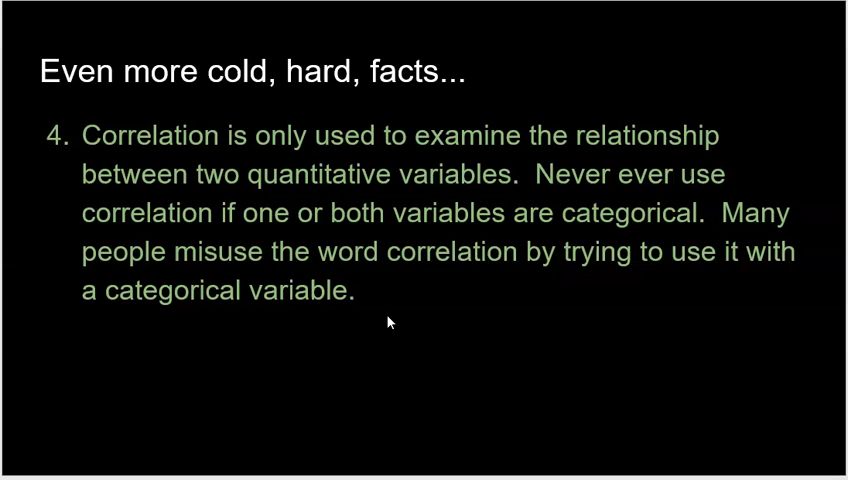 Even more cold, hard, facts...
4. Correlation is only used to examine the relationship
between two quantitative variables.  Never ever use
correlation if one or both variables are categorical.  Many
people misuse the word correlation by trying to use it with
a categorical variable.